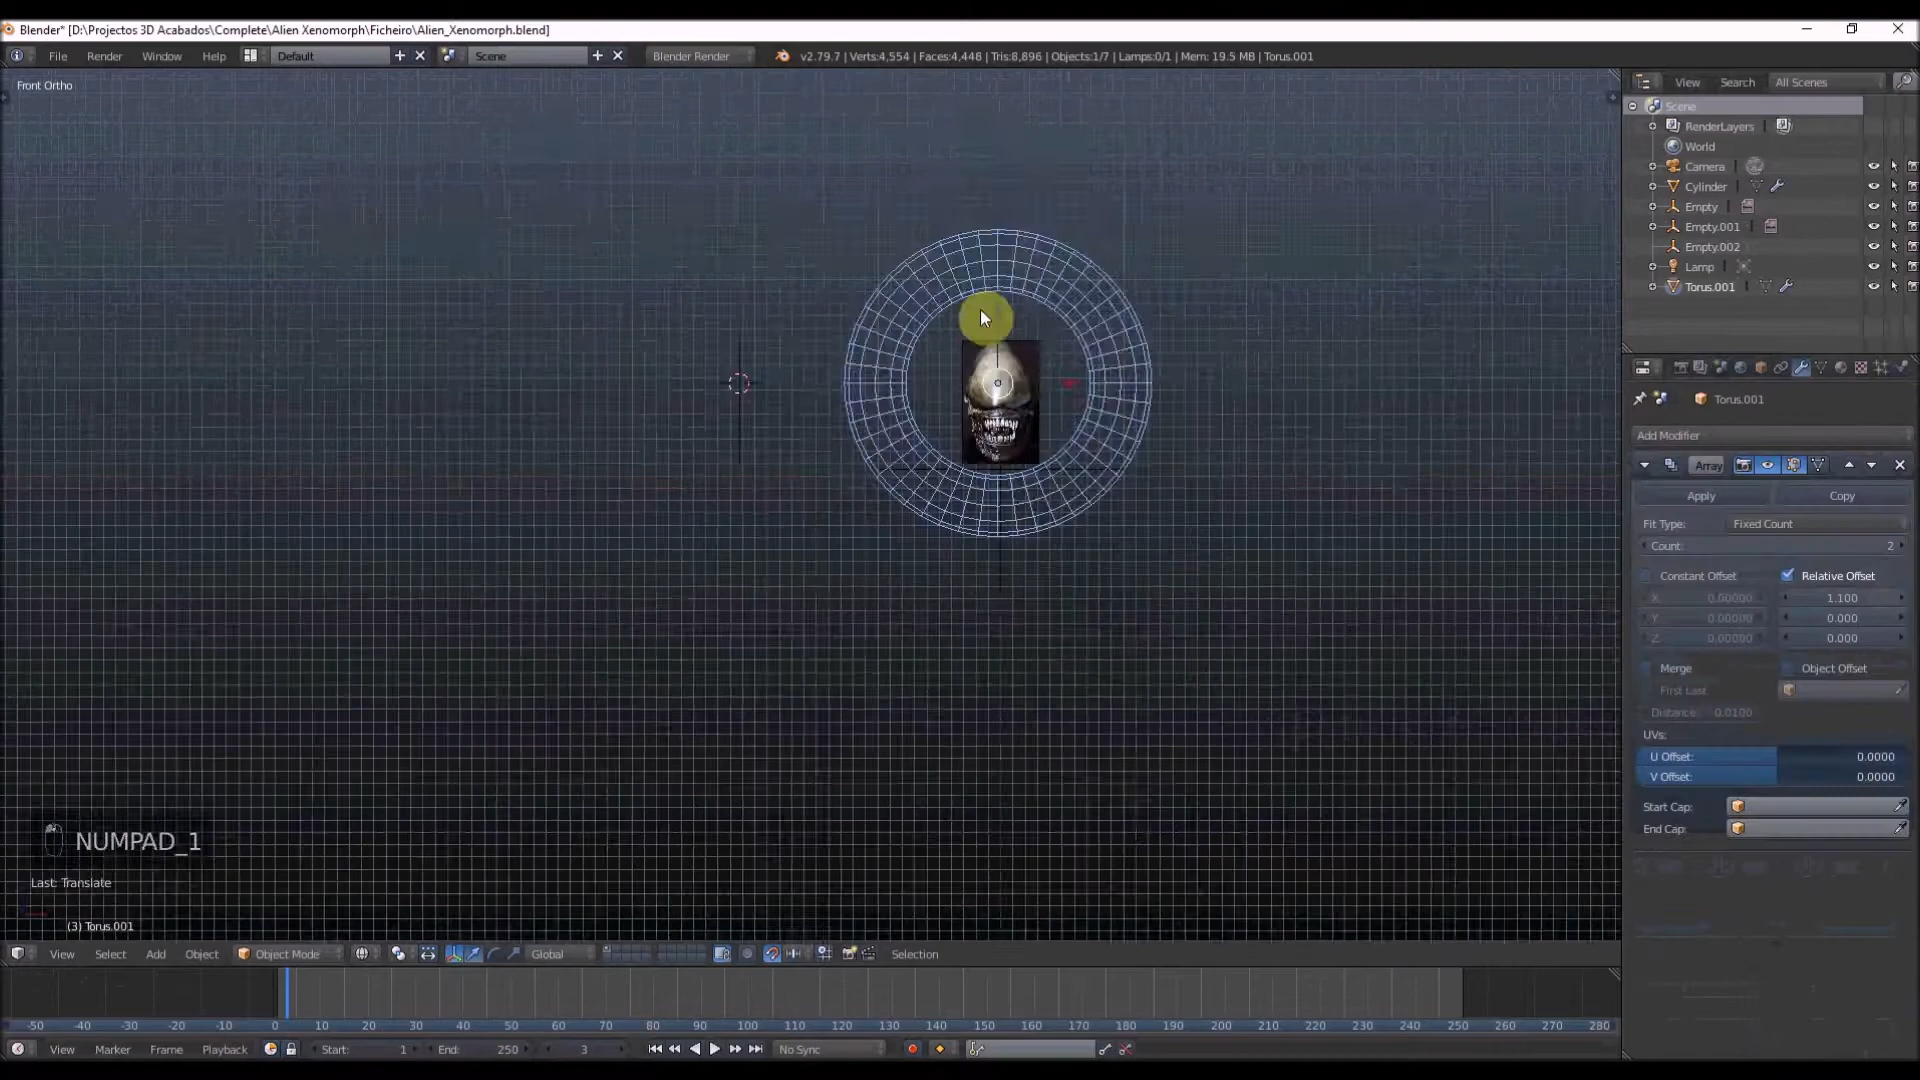 Blender* [D:\Projectos 3D Acabados\Complete\Alien Xenomorph\Ficheiro\Alien_Xenomorph.blend]
File Render Window Help Default Scene Blender Render v2.79.7 | Verts:4,554 | Faces:4,448 | Tris:8,896 | Objects:1/7 | Lamps:0/1 | Mem: 19.5 MB | Torus.001
Front Ortho
View Search All Scenes
Scene
RenderLayers
World
Camera
Cylinder
Empty
Empty.001
Empty.002
Lamp
Torus.001
Torus.001
Add Modifier
Array
Apply Copy
Fit Type: Fixed Count
Count: 2
Constant Offset Relative Offset
X: 0.00000 1.100
Y: 0.00000 0.000
Z: 0.00000 0.000
Merge Object Offset
First Last
Distance: 0.0100
UVs:
U Offset: 0.0000
V Offset: 0.0000
Start Cap:
End Cap:
NUMPAD_1
Last: Translate
(3) Torus.001
View Select Add Object Object Mode Global Selection
-50 -40 -30 -20 -10 0 10 20 30 40 50 60 70 80 90 100 110 120 130 140 150 160 170 180 190 200 210 220 230 240 250 260 270 280
View Marker Frame Playback Start: 1 End: 250 3 No Sync